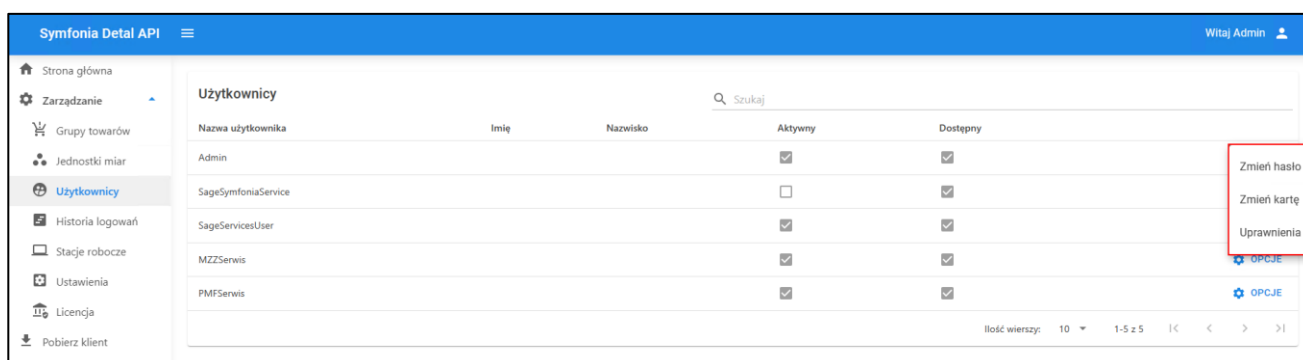 Symfonia Detal API
Witaj Admin
Strona główna
Zarządzanie
Grupy towarów
Jednostki miar
Użytkownicy
Historia logowań
Stacje robocze
Ustawienia
Licencja
Pobierz klient
Użytkownicy
Szukaj
Nazwa użytkownika Imię Nazwisko Aktywny Dostępny
Admin
SageSymfoniaService
SageServicesUser
MZZSerwis OPCJE
PMFSerwis OPCJE
Zmień hasło
Zmień kartę
Uprawnienia
Ilość wierszy: 10 1-5 z 5